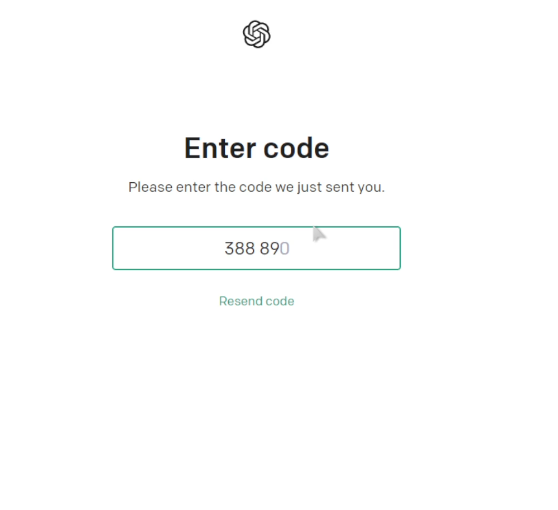 Enter code
Please enter the code we just sent you.
388 890
Resend code